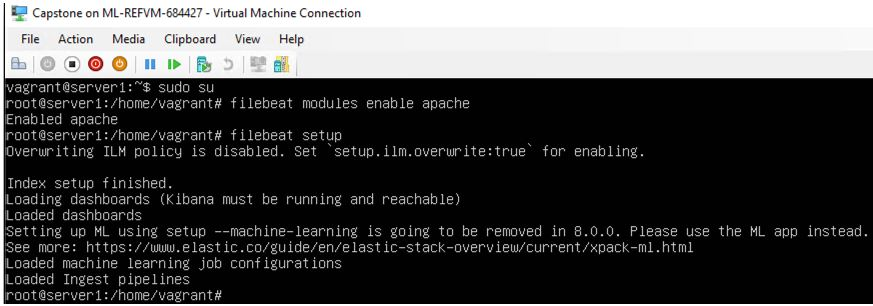 Capstone on ML-REFVM-684427 - Virtual Machine Connection
File Action Media Clipboard View Help
vagrant@server1:~$ sudo su
root@server1:/home/vagrant# filebeat modules enable apache
Enabled apache
root@server1:/home/vagrant# filebeat setup
Overwriting ILM policy is disabled. Set `setup.ilm.overwrite:true` for enabling.
Index setup finished.
Loading dashboards (Kibana must be running and reachable)
Loaded dashboards
Setting up ML using setup --machine-learning is going to be removed in 8.0.0. Please use the ML app instead.
See more: https://www.elastic.co/guide/en/elastic-stack-overview/current/xpack-ml.html
Loaded machine learning job configurations
Loaded Ingest pipelines
root@server1:/home/vagrant#